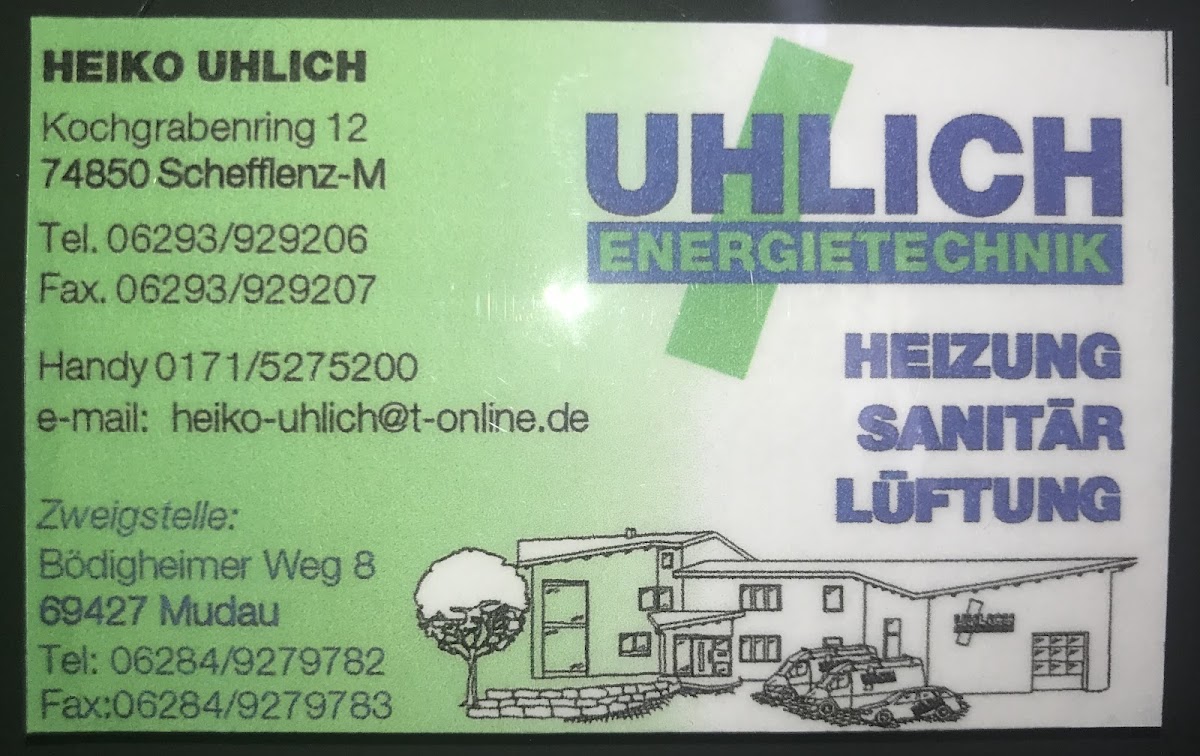 HEIKO UHLICH
Kochgrabenring 12
74850 Schefflenz-M
Tel. 06293/929206
Fax. 06293/929207
Handy 0171/5275200
e-mail: heiko-uhlich@t-online.de
Zweigstelle:
Bödigheimer Weg 8
69427 Mudau
Tel: 06284/9279782
Fax:06284/9279783
UHLICH
ENERGIETECHNIK
HEIZUNG
SANITÄR
LÜFTUNG
UHLICH